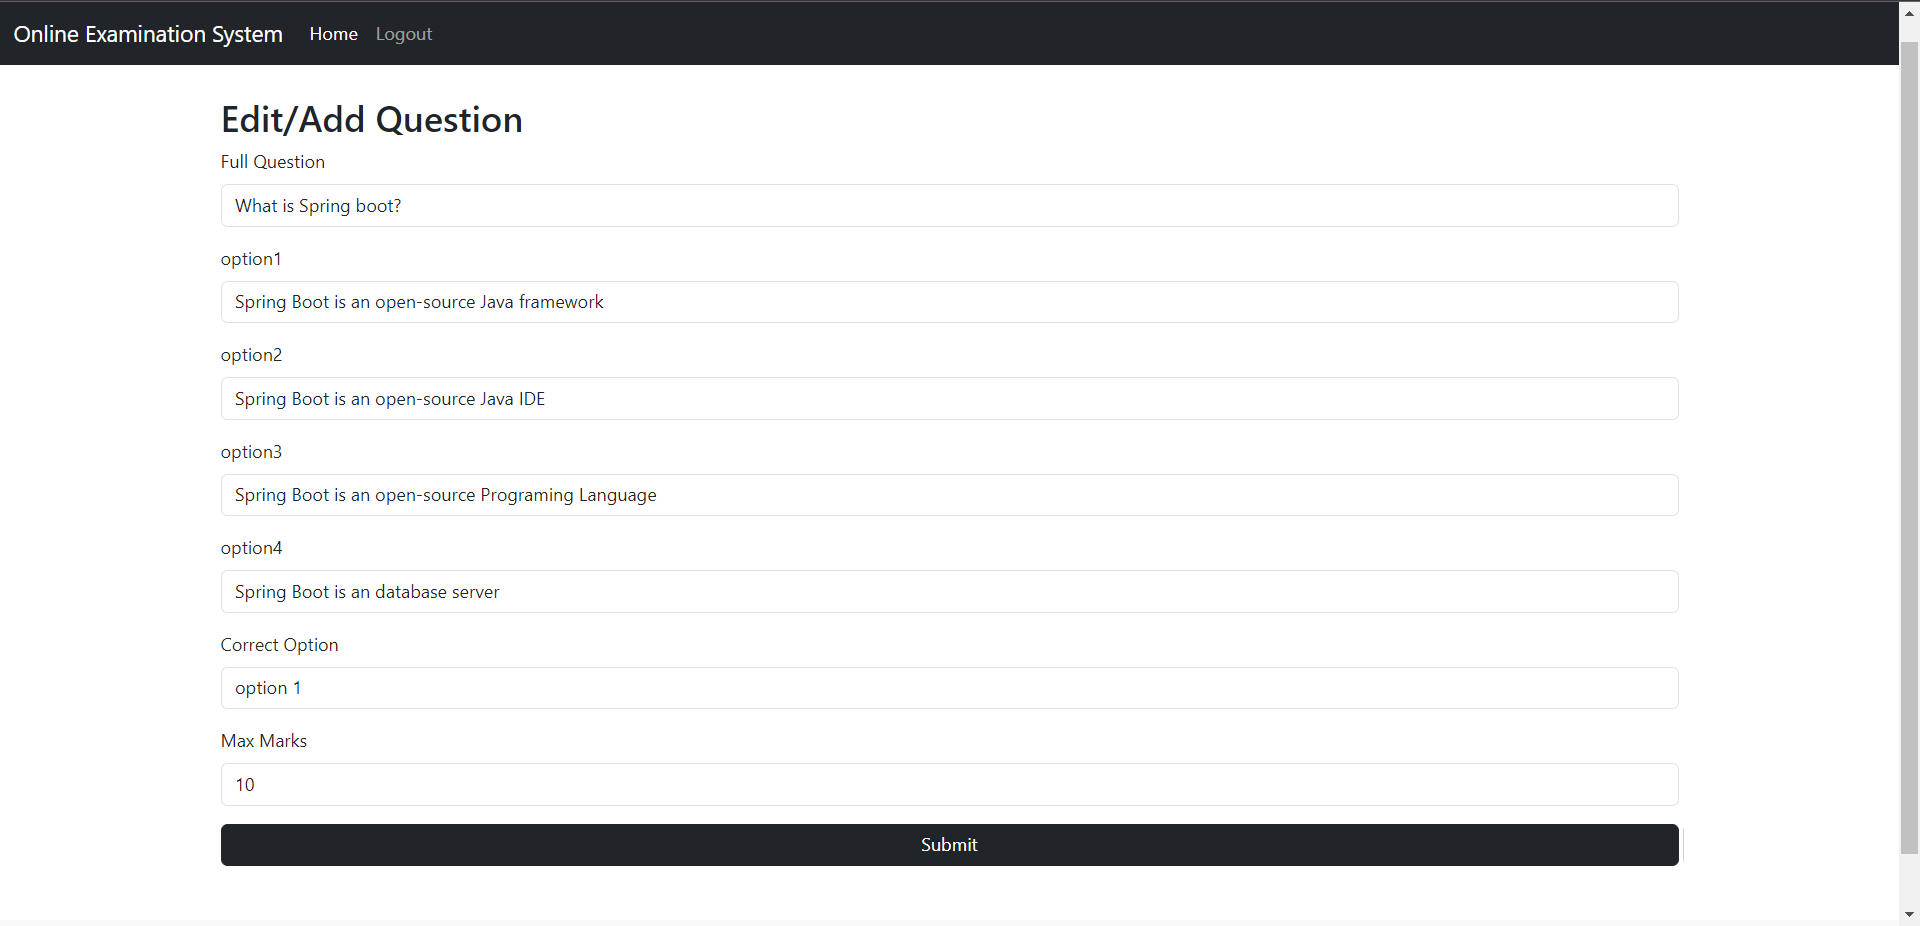 Online Examination System Home Logout
Edit/Add Question
Full Question
What is Spring boot?
option1
Spring Boot is an open-source Java framework
option2
Spring Boot is an open-source Java IDE
option3
Spring Boot is an open-source Programing Language
option4
Spring Boot is an database server
Correct Option
option 1
Max Marks
10
Submit